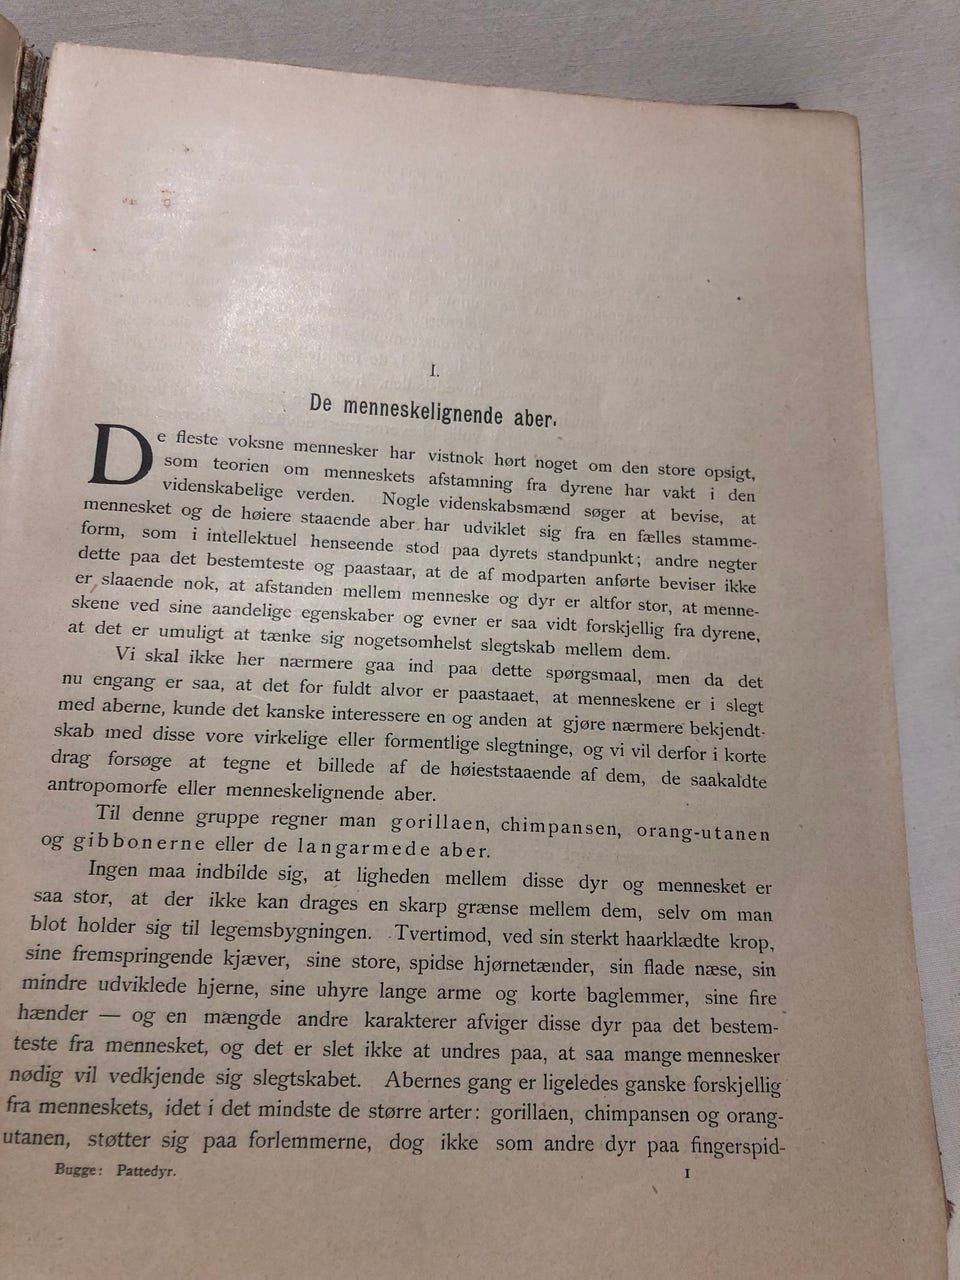 I.
De menneskelignende aber.
De fleste voksne mennesker har vistnok hørt noget om den store opsigt,
som teorien om menneskets afstamning fra dyrene har vakt i den
videnskabelige verden. Nogle videnskabsmænd søger at bevise, at
mennesket og de høiere staaende aber har udviklet sig fra en fælles stamme-
form, som i intellektuel henseende stod paa dyrets standpunkt; andre negter
dette paa det bestemteste og paastaar, at de af modparten anførte beviser ikke
er slaaende nok, at afstanden mellem menneske og dyr er altfor stor, at menne-
skene ved sine aandelige egenskaber og evner er saa vidt forskjellig fra dyrene,
at det er umuligt at tænke sig nogetsomhelst slegtskab mellem dem.
Vi skal ikke her nærmere gaa ind paa dette spørgsmaal, men da det
nu engang er saa, at det for fuldt alvor er paastaaet, at menneskene er i slegt
med aberne, kunde det kanske interessere en og anden at gjøre nærmere bekjendt-
skab med disse vore virkelige eller formentlige slegtninge, og vi vil derfor i korte
drag forsøge at tegne et billede af de høieststaaende af dem, de saakaldte
antropomorfe eller menneskelignende aber.
Til denne gruppe regner man gorillaen, chimpansen, orang-utanen
og gibbonerne eller de langarmede aber.
Ingen maa indbilde sig, at ligheden mellem disse dyr og mennesket er
saa stor, at der ikke kan drages en skarp grænse mellem dem, selv om man
blot holder sig til legemsbygningen. Tvertimod, ved sin sterkt haarklædte krop,
sine fremspringende kjæver, sine store, spidse hjørnetænder, sin flade næse, sin
mindre udviklede hjerne, sine uhyre lange arme og korte baglemmer, sine fire
hænder — og en mængde andre karakterer afviger disse dyr paa det bestem-
teste fra mennesket, og det er slet ikke at undres paa, at saa mange mennesker
nødig vil vedkjende sig slegtskabet. Abernes gang er ligeledes ganske forskjellig
fra menneskets, idet i det mindste de større arter: gorillaen, chimpansen og orang-
utanen, støtter sig paa forlemmerne, dog ikke som andre dyr paa fingerspid-
Bugge: Pattedyr. 1